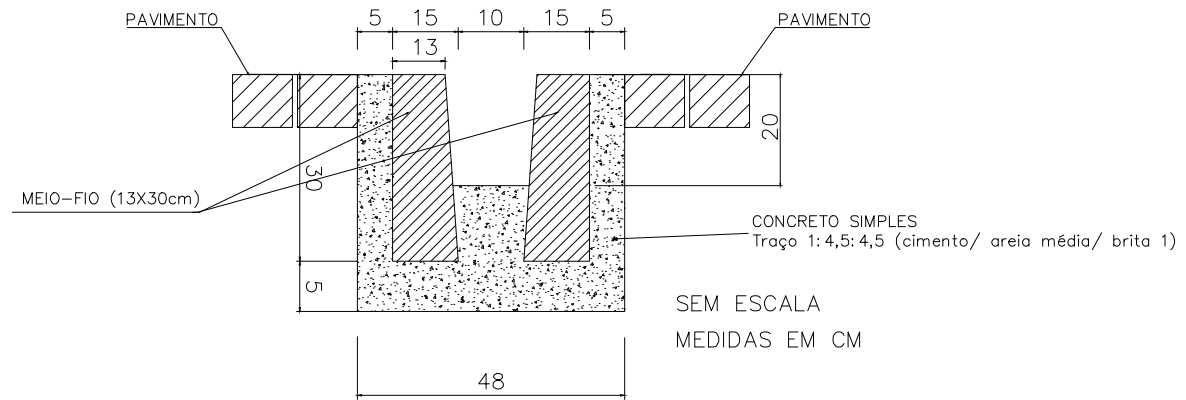 PAVIMENTO
5 15 10 15 5
PAVIMENTO
13
20
30
MEIO-FIO (13X30cm)
CONCRETO SIMPLES
Traço 1:4,5:4,5 (cimento/ areia média/ brita 1)
5
SEM ESCALA
MEDIDAS EM CM
48